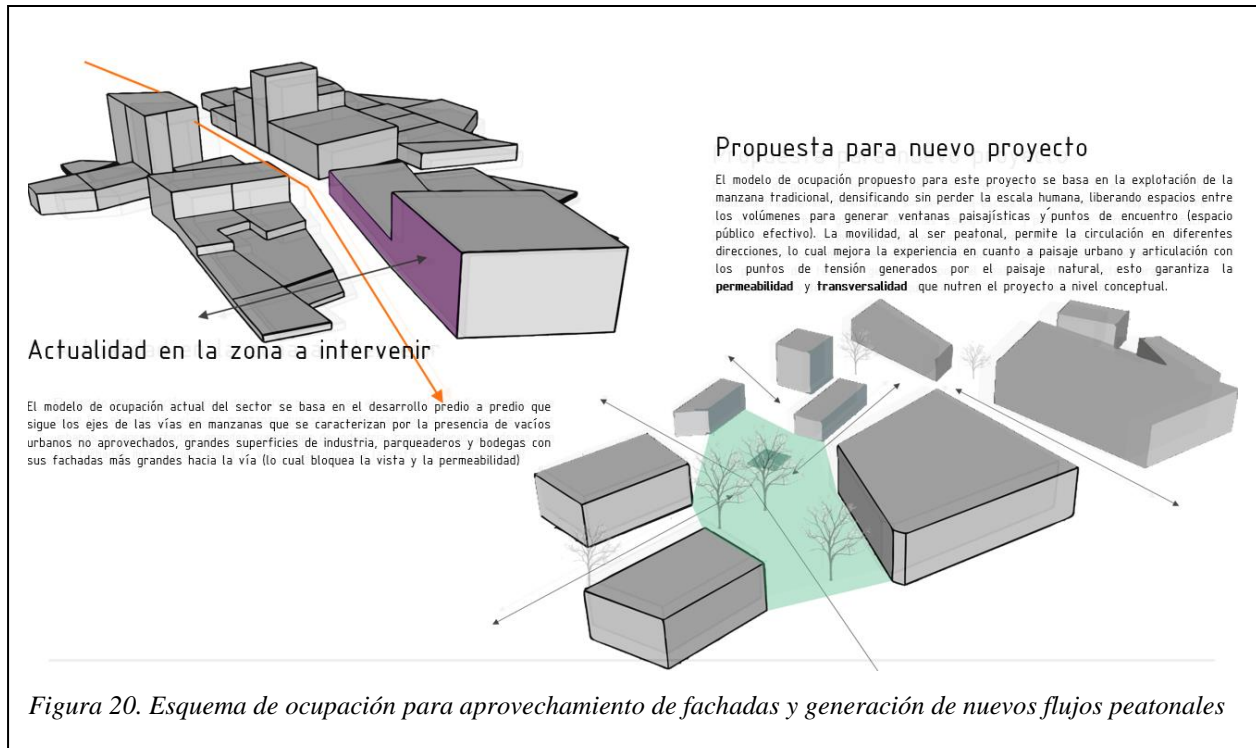 Propuesta para nuevo proyecto
El modelo de ocupación propuesto para este proyecto se basa en la explotación de la
manzana tradicional, densificando sin perder la escala humana, liberando espacios entre
los volúmenes para generar ventanas paisajísticas y puntos de encuentro (espacio
público efectivo). La movilidad, al ser peatonal, permite la circulación en diferentes
direcciones, lo cual mejora la experiencia en cuanto a paisaje urbano y articulación con
los puntos de tensión generados por el paisaje natural, esto garantiza la
permeabilidad y transversalidad que nutren el proyecto a nivel conceptual.
Actualidad en la zona a intervenir
El modelo de ocupación actual del sector se basa en el desarrollo predio a predio que
sigue los ejes de las vías en manzanas que se caracterizan por la presencia de vacíos
urbanos no aprovechados, grandes superficies de industria, parqueaderos y bodegas con
sus fachadas más grandes hacia la vía (lo cual bloquea la vista y la permeabilidad)
Figura 20. Esquema de ocupación para aprovechamiento de fachadas y generación de nuevos flujos peatonales